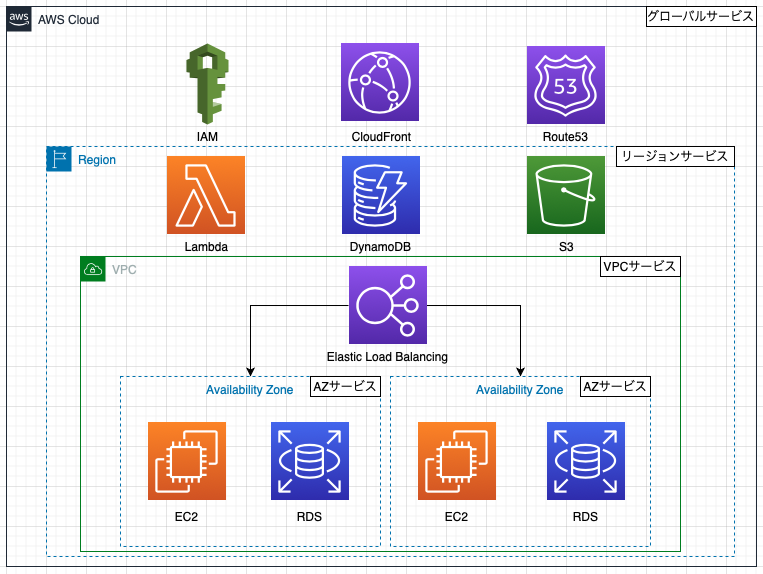 aws
AWS Cloud
グローバルサービス
IAM
CloudFront
53
Route53
Region
リージョンサービス
Lambda
DynamoDB
S3
VPC
VPCサービス
Elastic Load Balancing
Availability Zone
AZサービス
Availability Zone
AZサービス
EC2
RDS
EC2
RDS